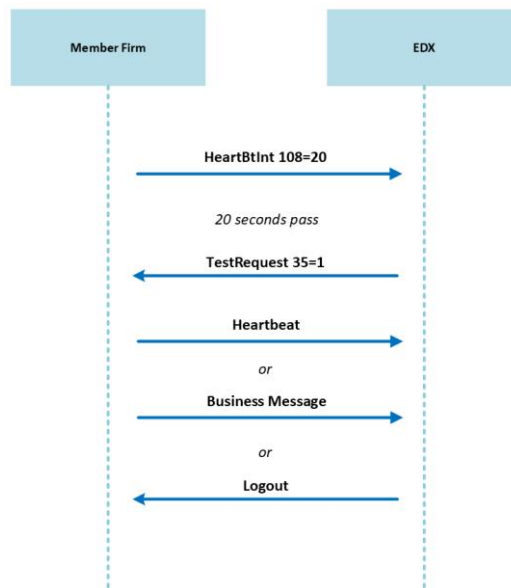 Member Firm
EDX
HeartBtInt 108=20
20 seconds pass
TestRequest 35=1
Heartbeat
or
Business Message
or
Logout